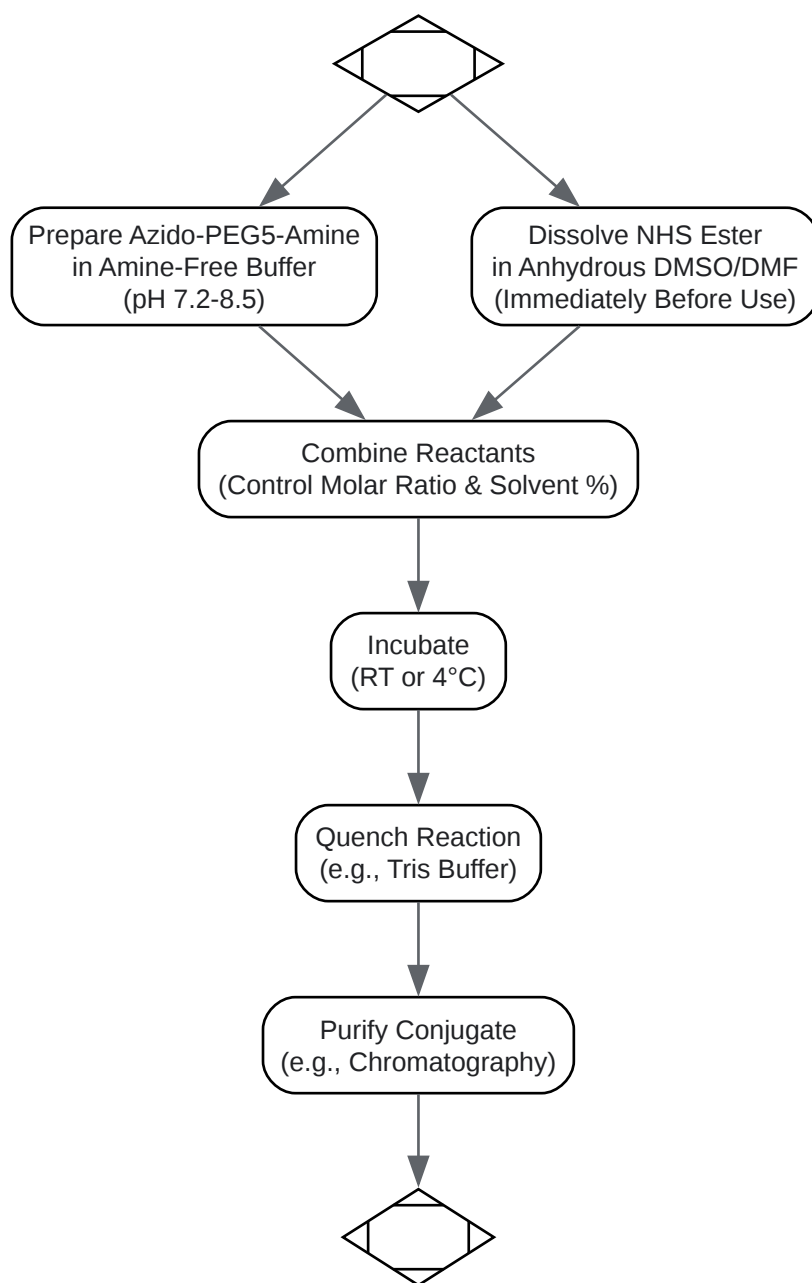 Prepare Azido-PEG5-Amine
in Amine-Free Buffer
(pH 7.2-8.5)
Dissolve NHS Ester
in Anhydrous DMSO/DMF
(Immediately Before Use)
Combine Reactants
(Control Molar Ratio & Solvent %)
Incubate
(RT or 4°C)
Quench Reaction
(e.g., Tris Buffer)
Purify Conjugate
(e.g., Chromatography)